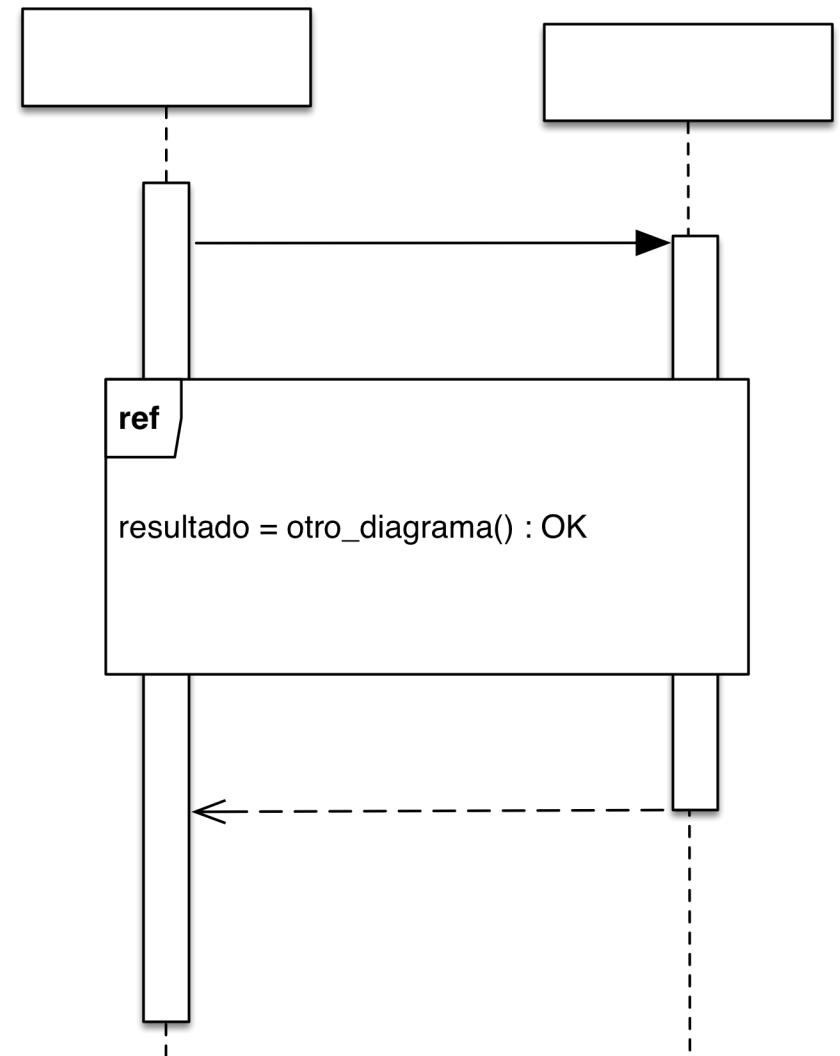 ref
resultado = otro_diagrama() : OK